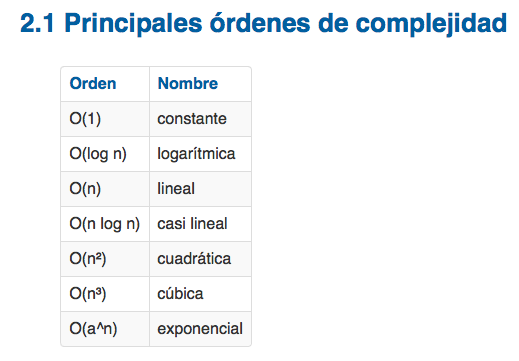 2.1 Principales órdenes de complejidad
Orden Nombre
O(1) constante
O(log n) logarítmica
O(n) lineal
O(n log n) casi lineal
O(n²) cuadrática
O(n³) cúbica
O(a^n) exponencial